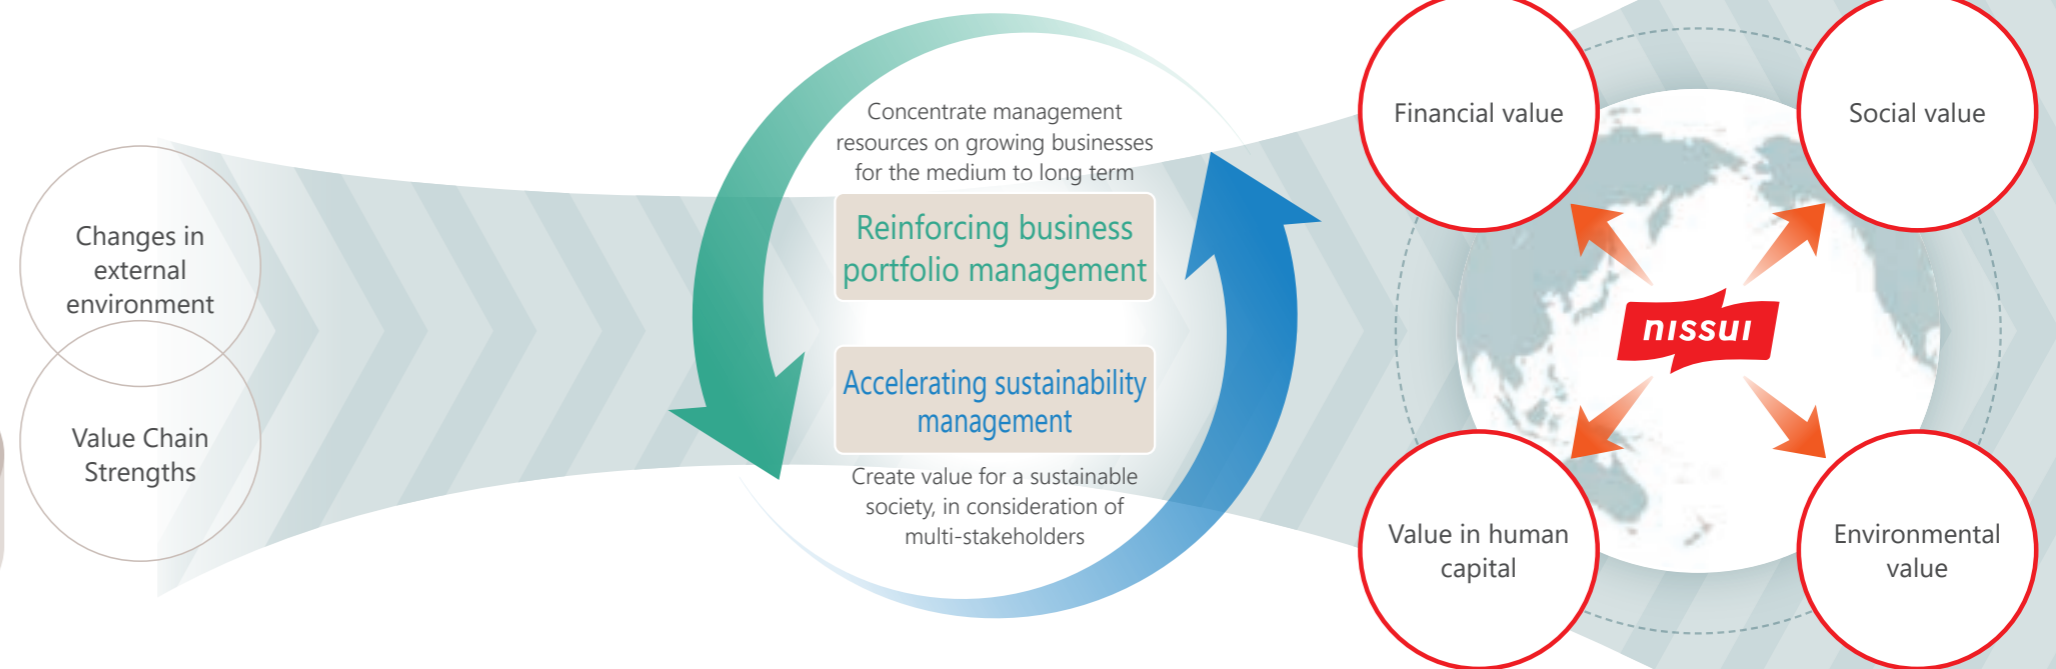 Changes in
external
environment
Value Chain
Strengths
Concentrate management
resources on growing businesses
for the medium to long term
Reinforcing business
portfolio management
Accelerating sustainability
management
Create value for a sustainable
society, in consideration of
multi-stakeholders
Financial value
Social value
nissui
Value in human
capital
Environmental
value